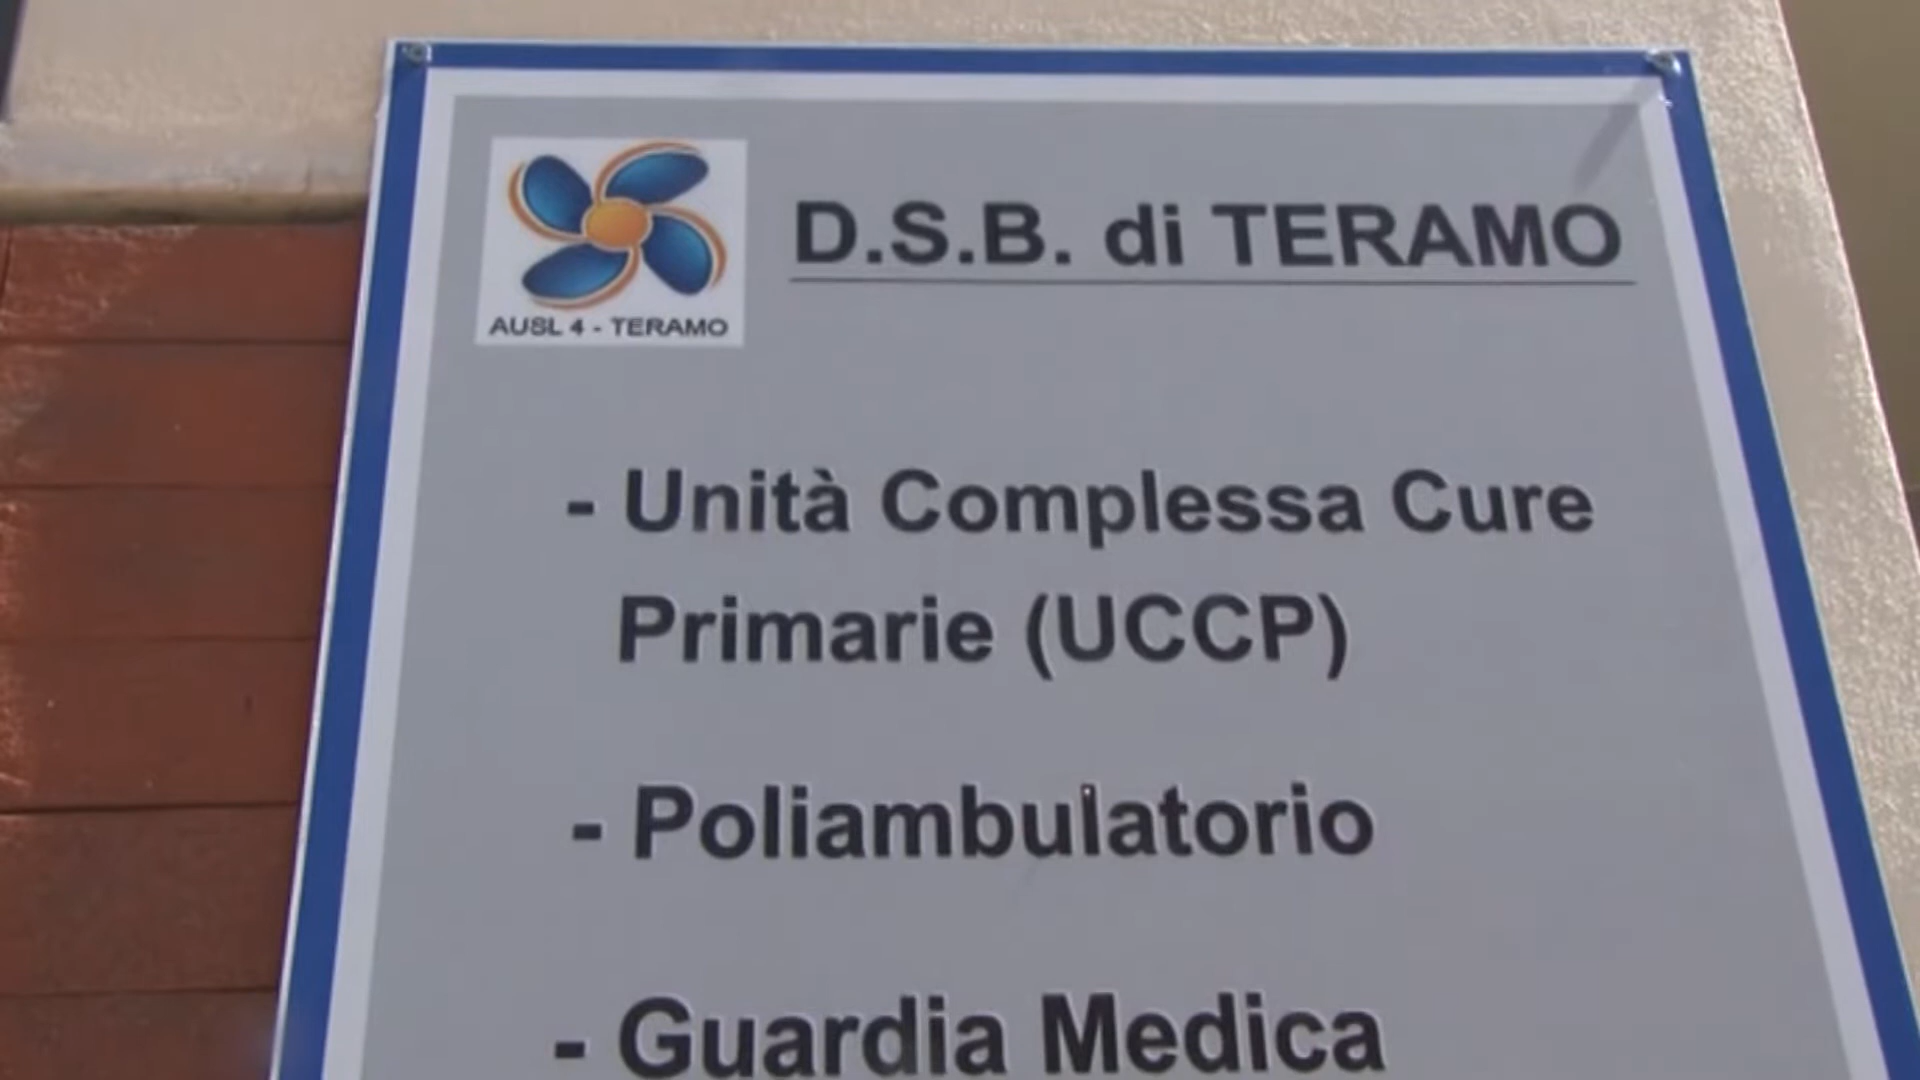 D.S.B. di TERAMO
AUSL 4 - TERAMO
- Unità Complessa Cure
Primarie (UCCP)
- Poliambulatorio
- Guardia Medica